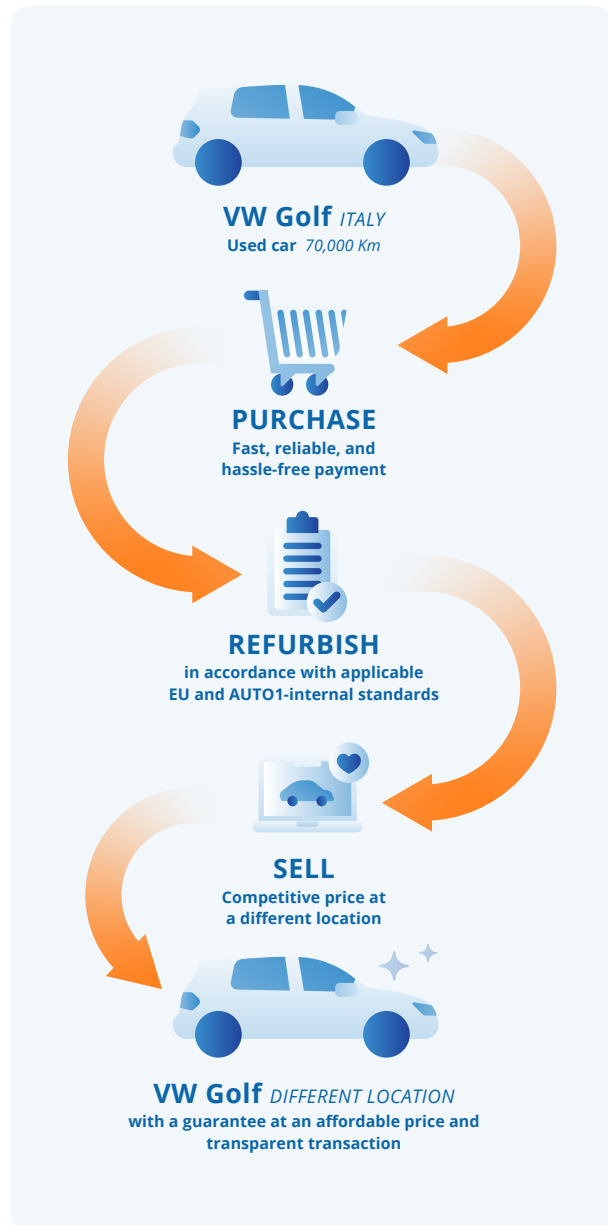 VW Golf ITALY
Used car 70,000 Km
PURCHASE
Fast, reliable, and
hassle-free payment
REFURBISH
in accordance with applicable
EU and AUTO1-internal standards
SELL
Competitive price at
a different location
VW Golf DIFFERENT LOCATION
with a guarantee at an affordable price and
transparent transaction